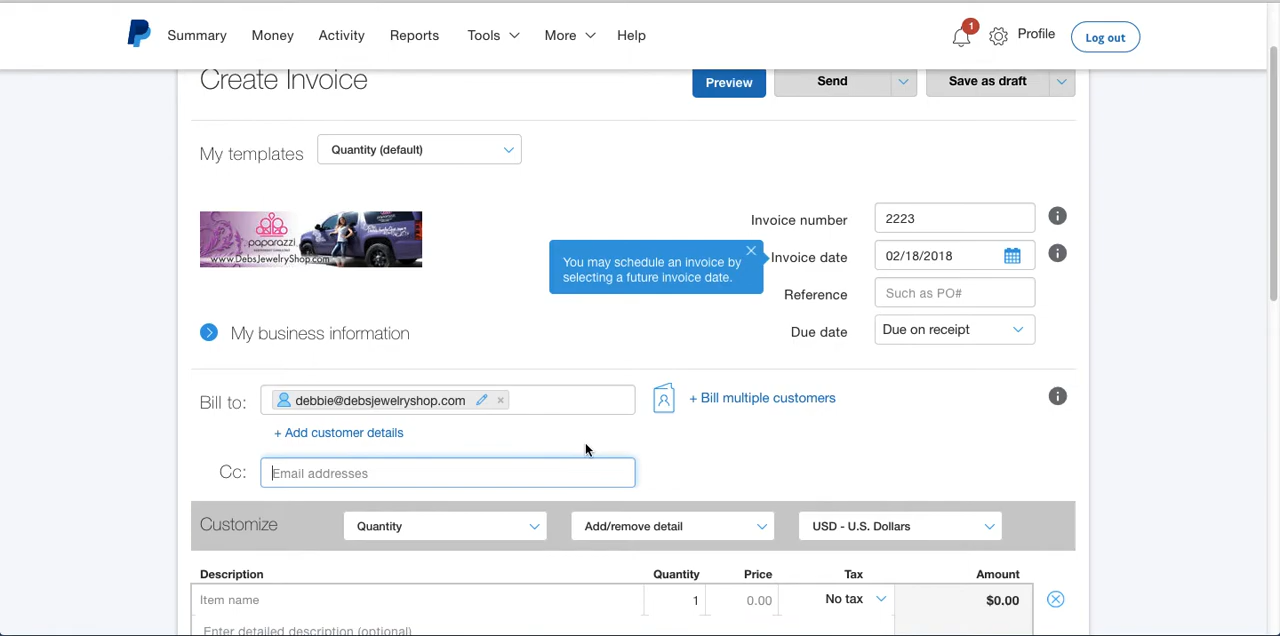 Summary Money Activity Reports Tools More Help 1 Profile Log out
Create Invoice Preview Send Save as draft
My templates Quantity (default)
paparazzi
www.DebsJewelryShop.com
Invoice number 2223
You may schedule an invoice by
selecting a future invoice date.
Invoice date 02/18/2018
Reference Such as PO#
My business information
Due date Due on receipt
Bill to: debbie@debsjewelryshop.com + Bill multiple customers
+ Add customer details
Cc: Email addresses
Customize Quantity Add/remove detail USD - U.S. Dollars
Description Quantity Price Tax Amount
Item name 1 0.00 No tax $0.00
Enter detailed description (optional)